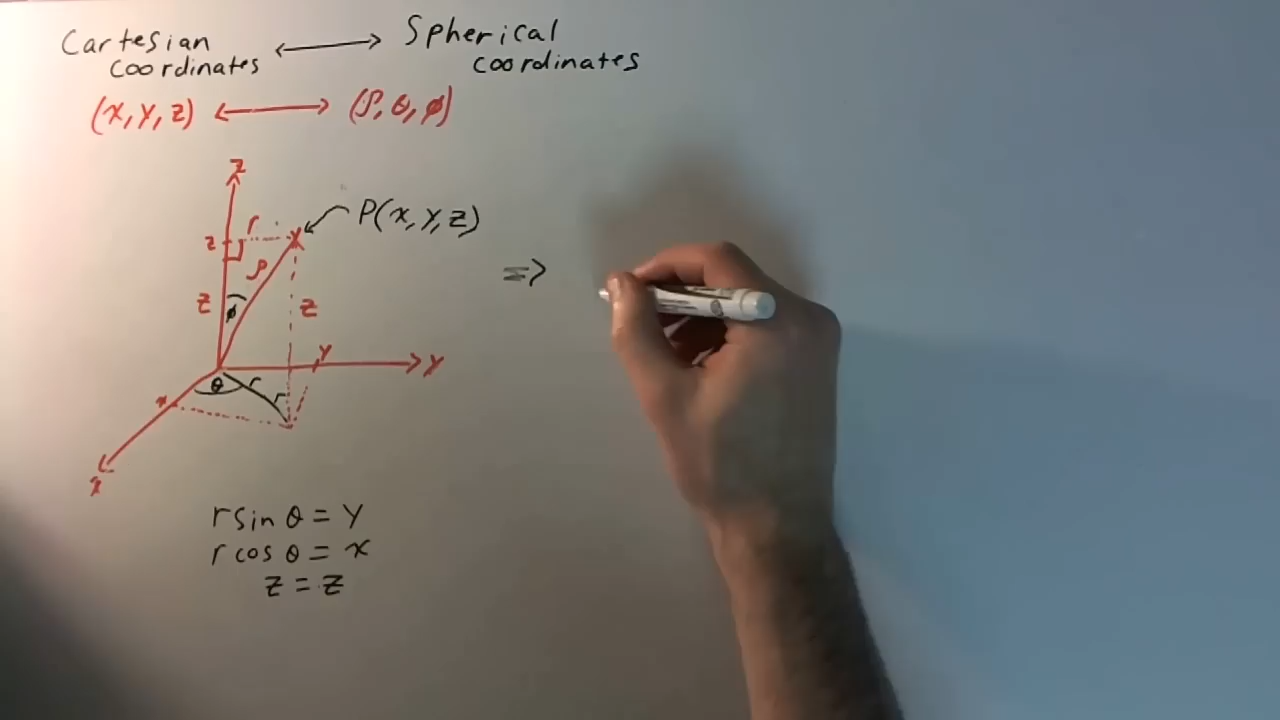 Cartesian coordinates ⟷ Spherical coordinates
(x, y, z) ⟷ (ρ, θ, φ)
z
r
P(x, y, z)
z
ρ
z
φ
z
⇒
y
y
θ
r
x
x
r sin θ = y
r cos θ = x
z = z